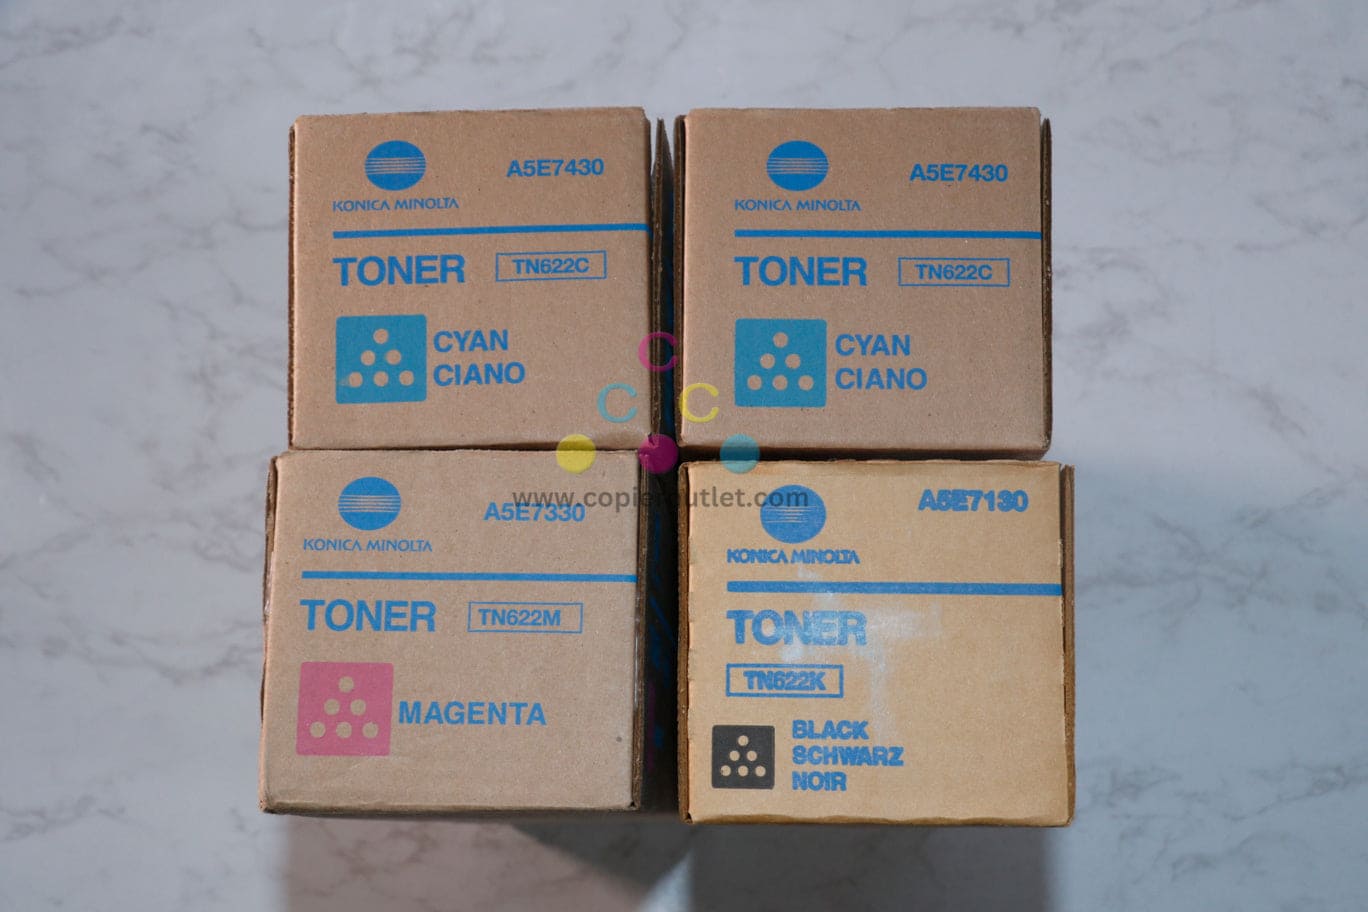 KONICA MINOLTA
A5E7430
TONER
TN622C
CYAN
CIANO
KONICA MINOLTA
A5E7430
TONER
TN622C
CYAN
CIANO
C
C C
www.copieroutlet.com
KONICA MINOLTA
A5E7330
TONER
TN622M
MAGENTA
KONICA MINOLTA
A5E7130
TONER
TN622K
BLACK
SCHWARZ
NOIR